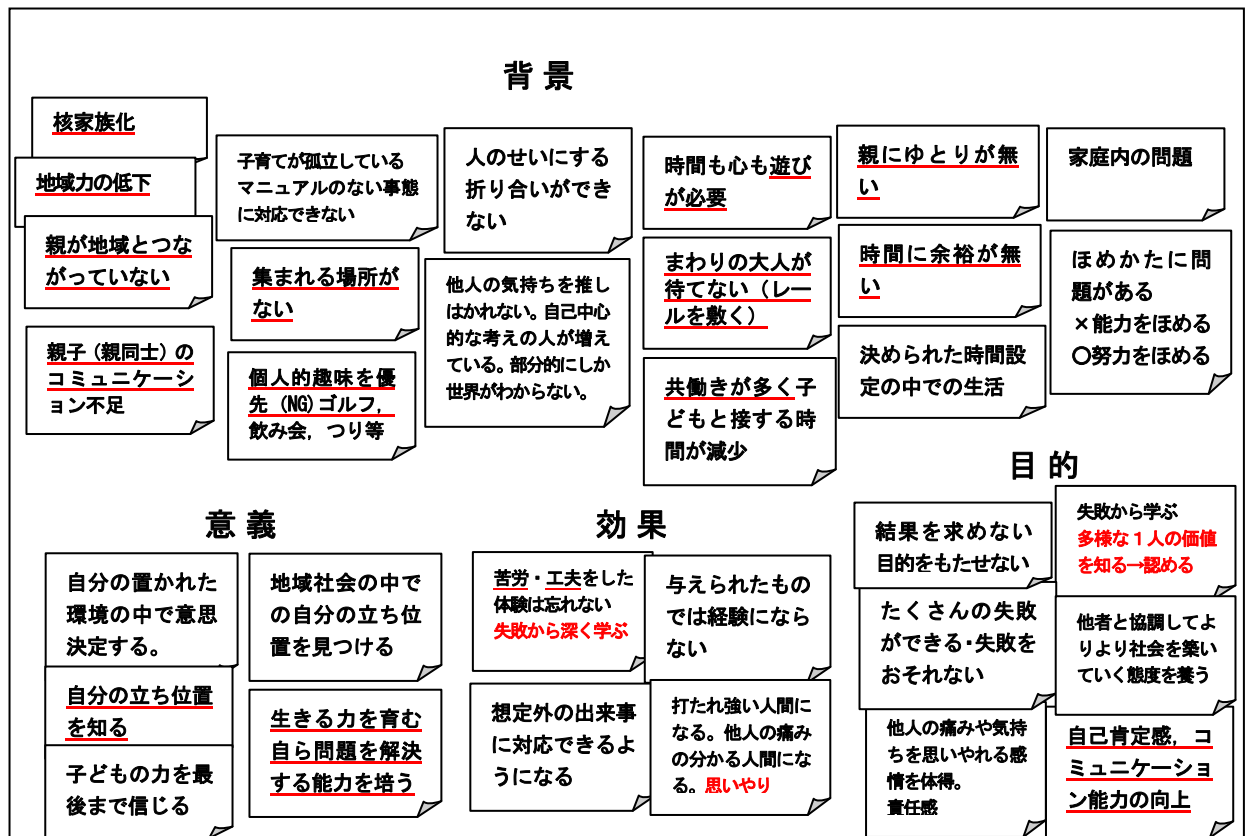 背景
核家族化
地域力の低下
親が地域とつな
がっていない
親子（親同士）の
コミュニケーシ
ョン不足
子育てが孤立している
マニュアルのない事態
に対応できない
集まれる場所が
ない
個人的趣味を優
先（NG）ゴルフ，
飲み会，つり等
人のせいにする
折り合いができ
ない
他人の気持ちを推し
はかれない。自己中心
的な考えの人が増え
ている。部分的にしか
世界がわからない。
時間も心も遊び
が必要
まわりの大人が
待てない（レー
ルを敷く）
共働きが多く子
どもと接する時
間が減少
親にゆとりが無
い
時間に余裕が無
い
決められた時間設
定の中での生活
家庭内の問題
ほめかたに問
題がある
×能力をほめる
〇努力をほめる
意義
自分の置かれた
環境の中で意思
決定する。
自分の立ち位置
を知る
子どもの力を最
後まで信じる
地域社会の中で
の自分の立ち位
置を見つける
生きる力を育む
自ら問題を解決
する能力を培う
効果
苦労・工夫をした
体験は忘れない
失敗から深く学ぶ
想定外の出来事
に対応できるよ
うになる
与えられたもの
では経験になら
ない
打たれ強い人間に
なる。他人の痛み
の分かる人間にな
る。思いやり
目的
結果を求めない
目的をもたせない
たくさんの失敗
ができる・失敗を
おそれない
他人の痛みや気持
ちを思いやれる感
情を体得。
責任感
失敗から学ぶ
多様な１人の価値
を知る→認める
他者と協調してよ
りより社会を築い
ていく態度を養う
自己肯定感，コ
ミュニケーショ
ン能力の向上